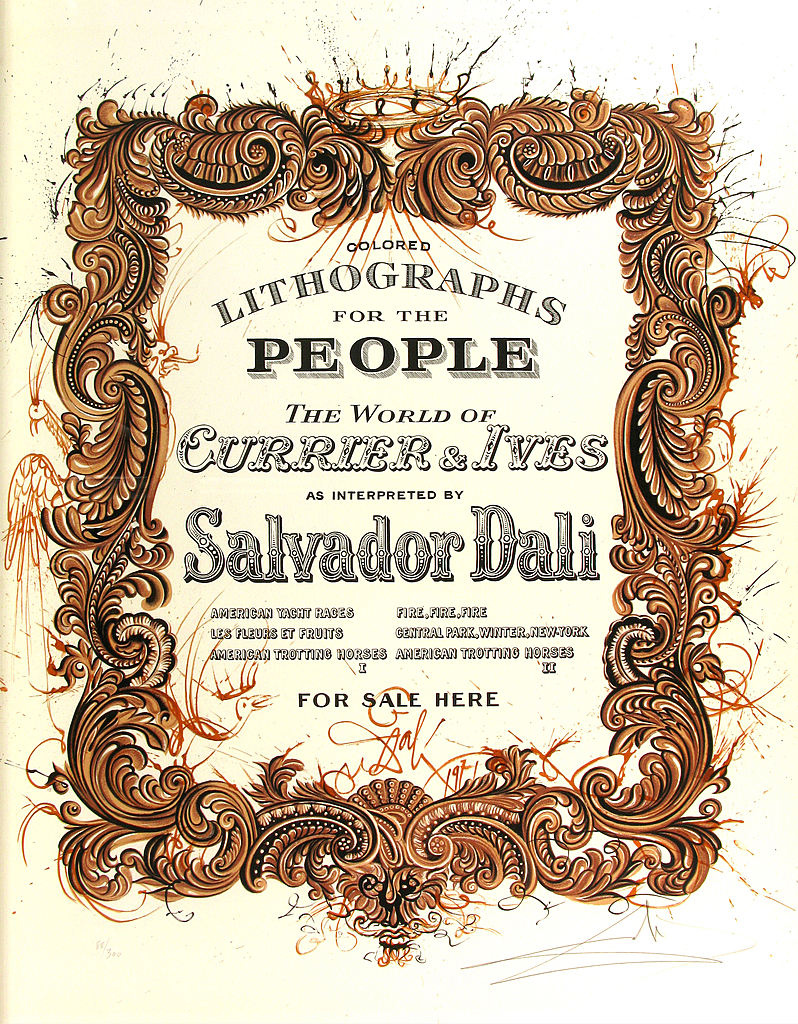 COLORED
LITHOGRAPHS
FOR THE
PEOPLE
THE WORLD OF
CURRIER & IVES
AS INTERPRETED BY
Salvador Dali
AMERICAN YACHT RACES FIRE, FIRE, FIRE
LES FLEURS ET FRUITS CENTRAL PARK, WINTER, NEW-YORK
AMERICAN TROTTING HORSES I AMERICAN TROTTING HORSES II
FOR SALE HERE
Dali
1971